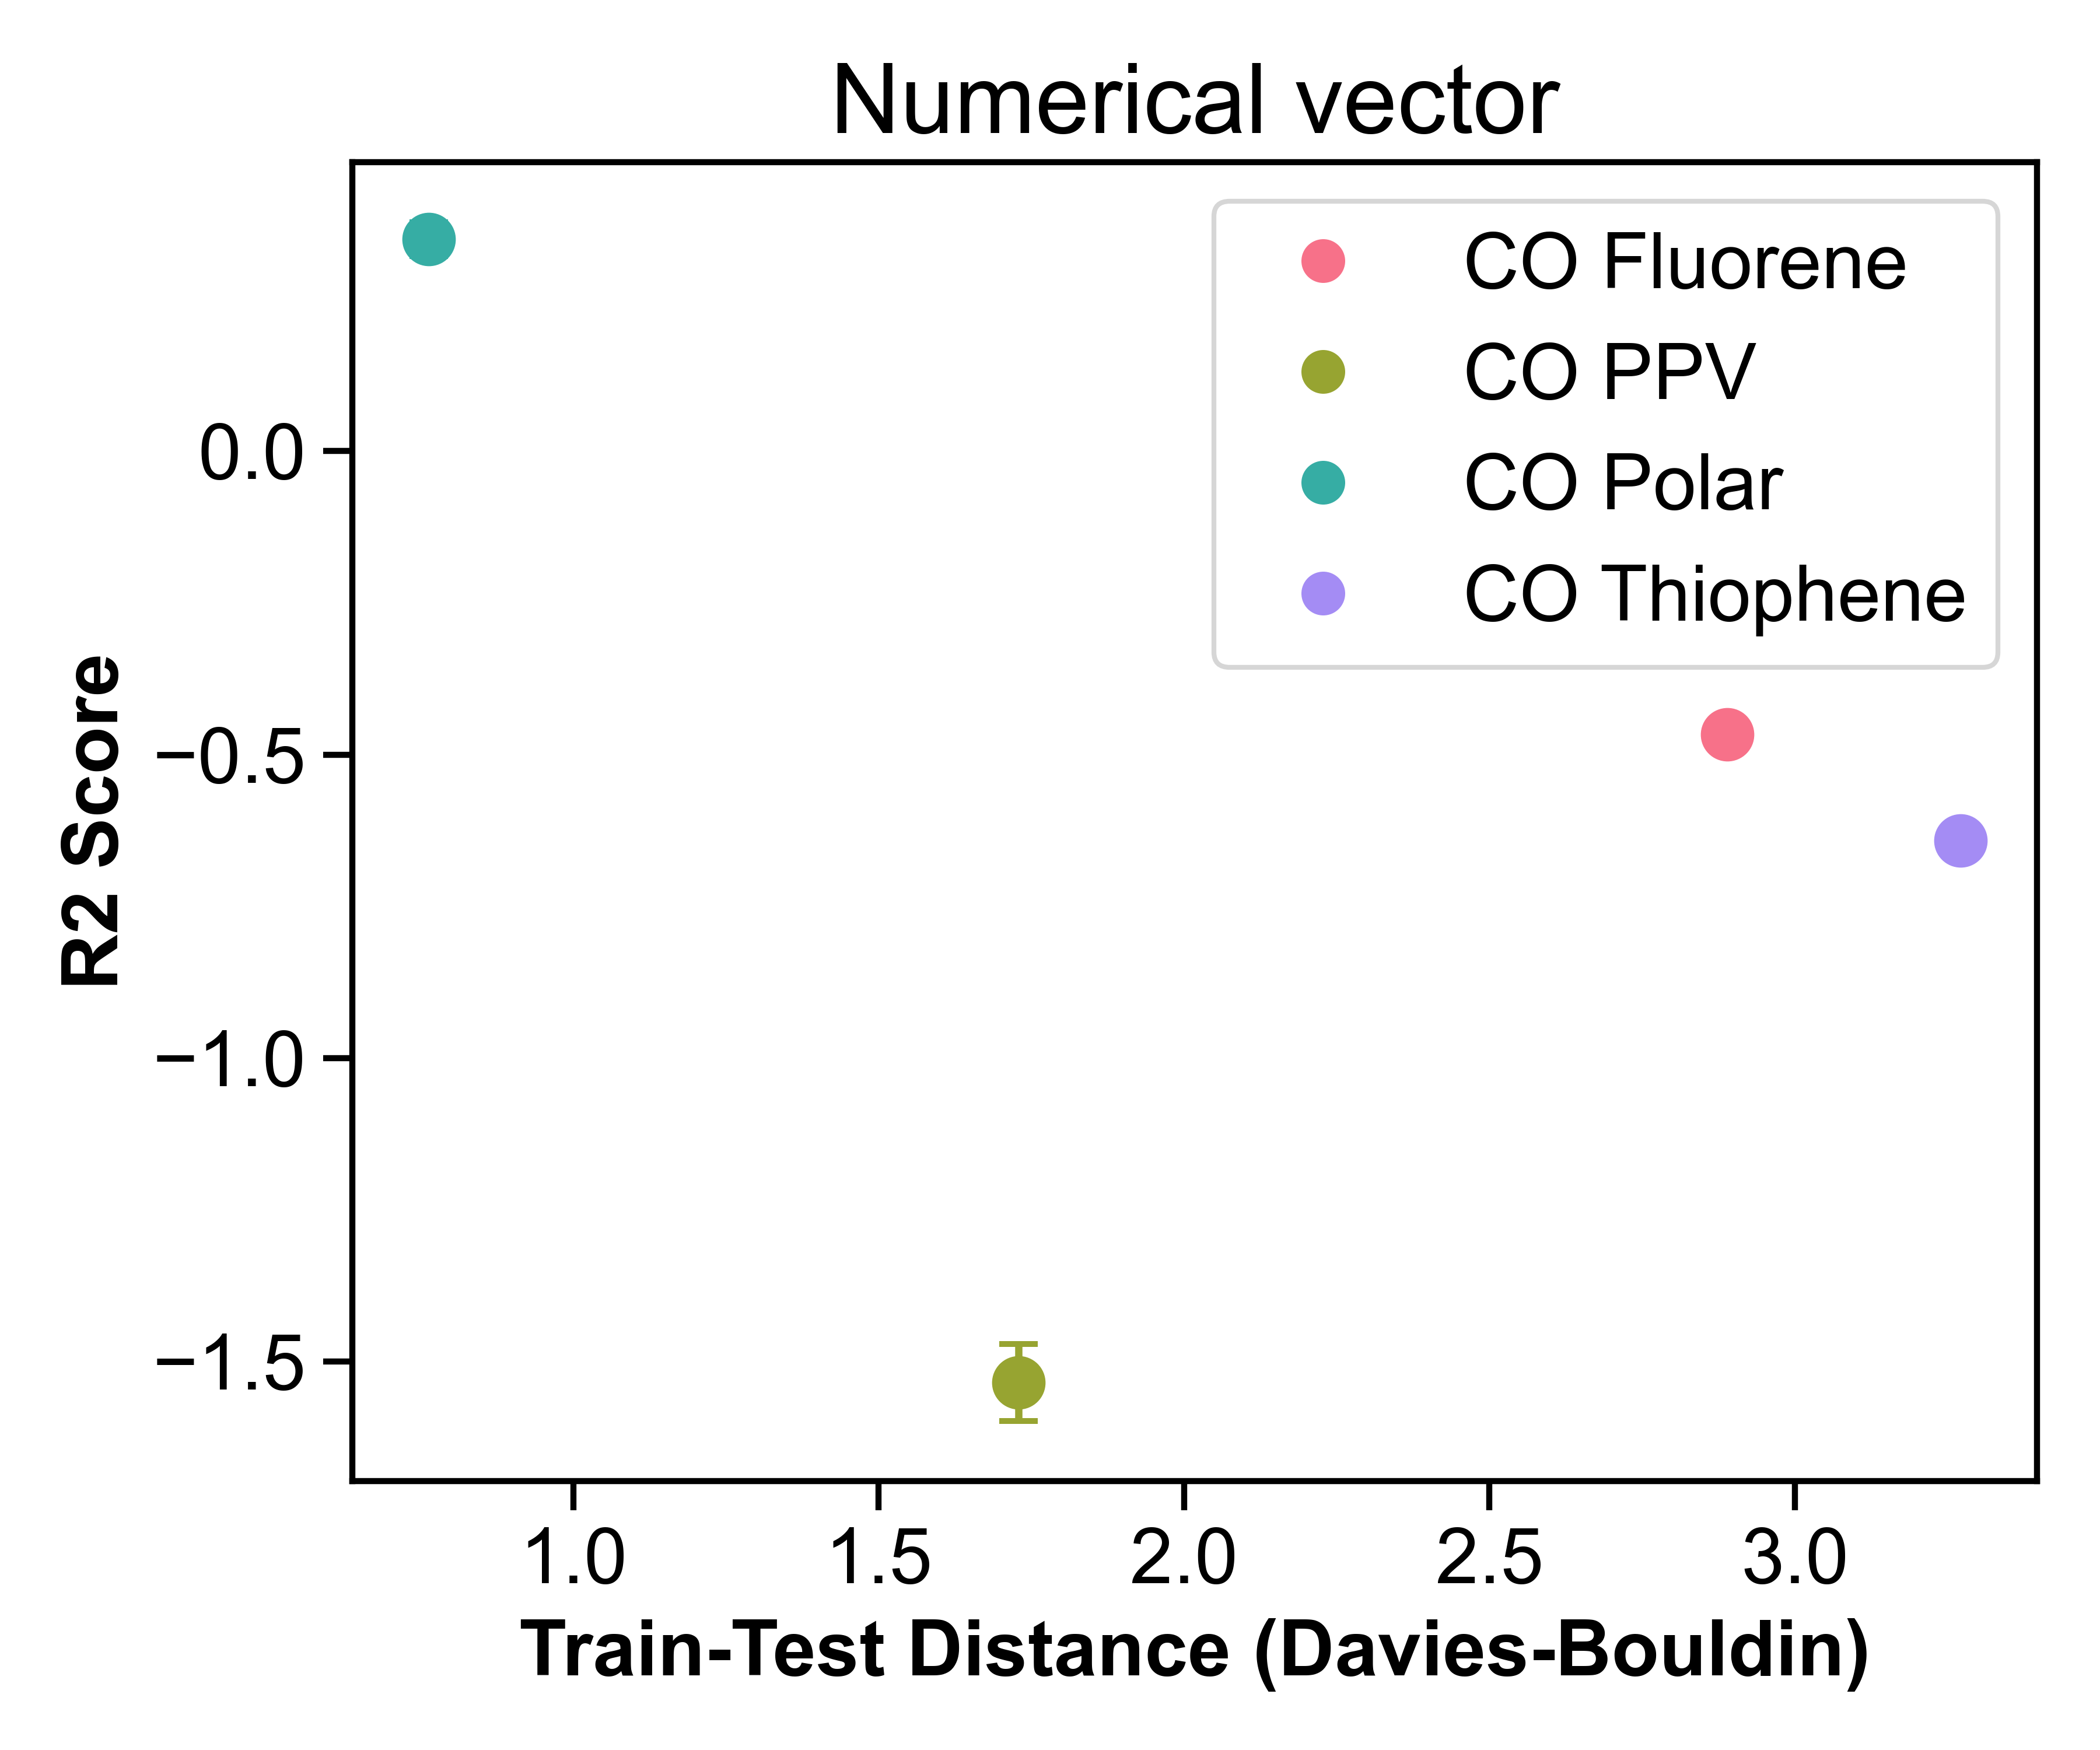 Numerical vector
CO Fluorene
CO PPV
CO Polar
CO Thiophene
R2 Score
0.0
−0.5
−1.0
−1.5
1.0
1.5
2.0
2.5
3.0
Train-Test Distance (Davies-Bouldin)